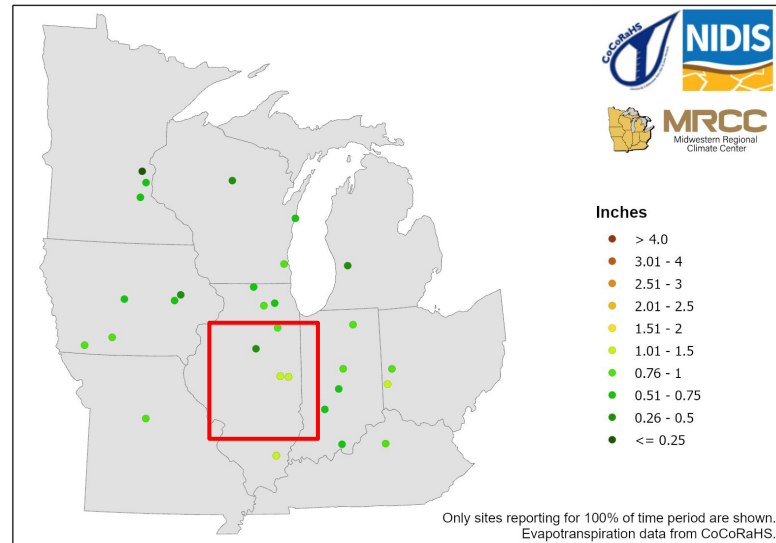 CoCoRaHS
NIDIS
MRCC
Midwestern Regional
Climate Center
Inches
> 4.0
3.01 - 4
2.51 - 3
2.01 - 2.5
1.51 - 2
1.01 - 1.5
0.76 - 1
0.51 - 0.75
0.26 - 0.5
<= 0.25
Only sites reporting for 100% of time period are shown.
Evapotranspiration data from CoCoRaHS.